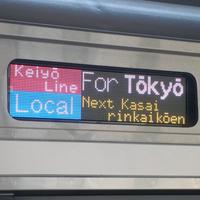 Keiyō
Line
Local
For Tōkyō
Next Kasai
rinkaikōen